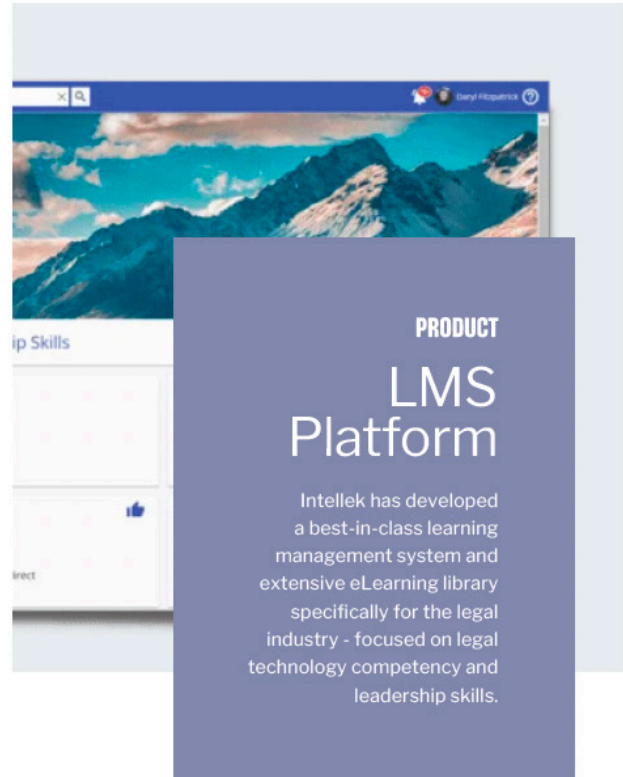 Daryl Fitzpatrick
ip Skills
irect
PRODUCT
LMS
Platform
Intellek has developed
a best-in-class learning
management system and
extensive eLearning library
specifically for the legal
industry - focused on legal
technology competency and
leadership skills.